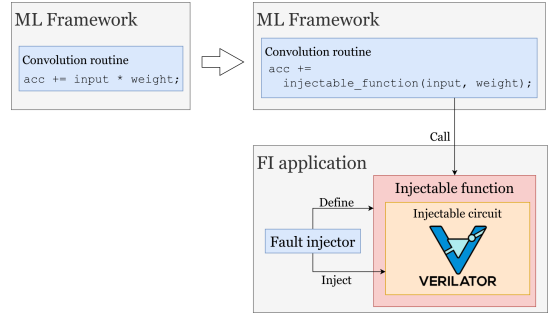 ML Framework
Convolution routine
acc += input * weight;
ML Framework
Convolution routine
acc +=
injectable_function(input, weight);
Call
FI application
Injectable function
Define
Injectable circuit
Fault injector
VERILATOR
Inject